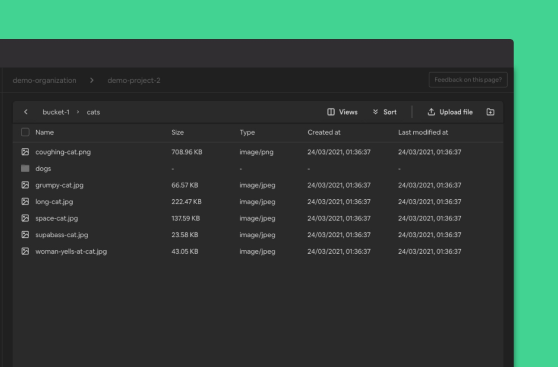 demo-organization > demo-project-2 Feedback on this page?
< bucket-1 › cats Views Sort Upload file
Name Size Type Created at Last modified at
coughing-cat.png 708.96 KB image/png 24/03/2021, 01:36:37 24/03/2021, 01:36:37
dogs - - - -
grumpy-cat.jpg 66.57 KB image/jpeg 24/03/2021, 01:36:37 24/03/2021, 01:36:37
long-cat.jpg 222.47 KB image/jpeg 24/03/2021, 01:36:37 24/03/2021, 01:36:37
space-cat.jpg 137.59 KB image/jpeg 24/03/2021, 01:36:37 24/03/2021, 01:36:37
supabass-cat.jpg 23.58 KB image/jpeg 24/03/2021, 01:36:37 24/03/2021, 01:36:37
woman-yells-at-cat.jpg 43.05 KB image/jpeg 24/03/2021, 01:36:37 24/03/2021, 01:36:37